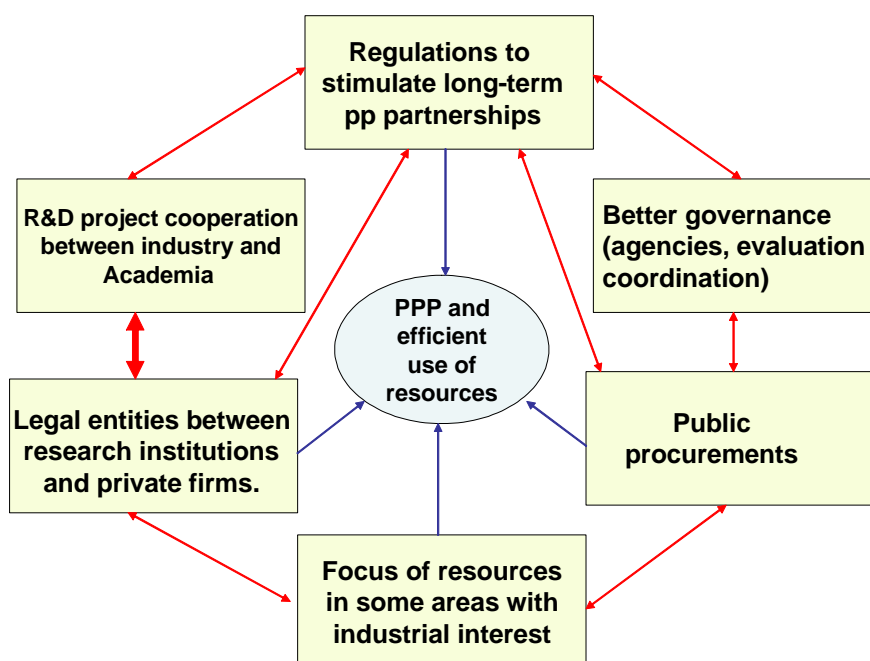 Regulations to
stimulate long-term
pp partnerships
R&D project cooperation
between industry and
Academia
Better governance
(agencies, evaluation
coordination)
PPP and
efficient
use of
resources
Legal entities between
research institutions
and private firms.
Public
procurements
Focus of resources
in some areas with
industrial interest